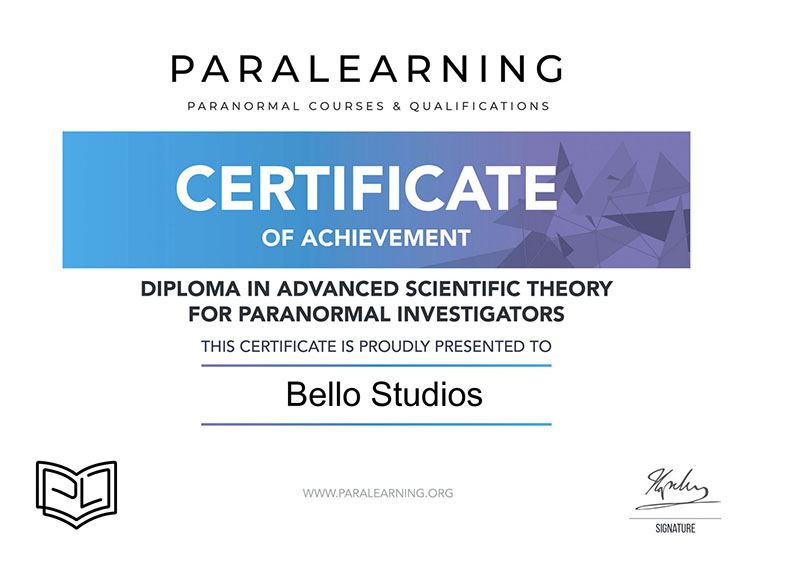 PARALEARNING
PARANORMAL COURSES & QUALIFICATIONS
CERTIFICATE
OF ACHIEVEMENT
DIPLOMA IN ADVANCED SCIENTIFIC THEORY
FOR PARANORMAL INVESTIGATORS
THIS CERTIFICATE IS PROUDLY PRESENTED TO
Bello Studios
WWW.PARALEARNING.ORG
SIGNATURE